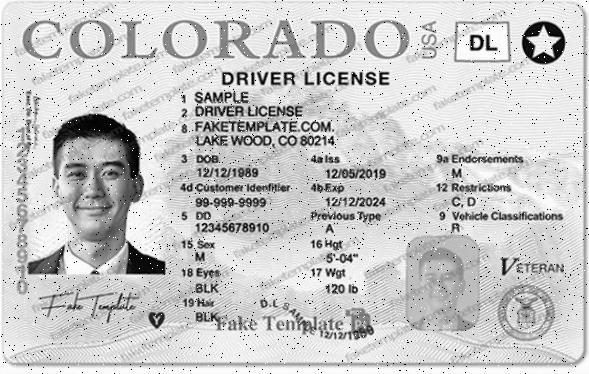 COLORADO
USA
DL
DRIVER LICENSE
1 SAMPLE
2 DRIVER LICENSE
8 FAKETEMPLATE.COM.
LAKE WOOD, CO 80214
3 DOB 4a Iss 9a Endorsements
12/12/1989 12/05/2019 M
4d Customer Identifier 4b Exp 12 Restrictions
99-999-9999 12/12/2024 C, D
5 DD Previous Type 9 Vehicle Classifications
12345678910 A R
15 Sex 16 Hgt
M 5'-04"
18 Eyes 17 Wgt
BLK 120 lb
19 Hair
BLK
VETERAN
Fake Template
D.L SAMPLE 12/12/1989
Fake Template
faketemplate.com